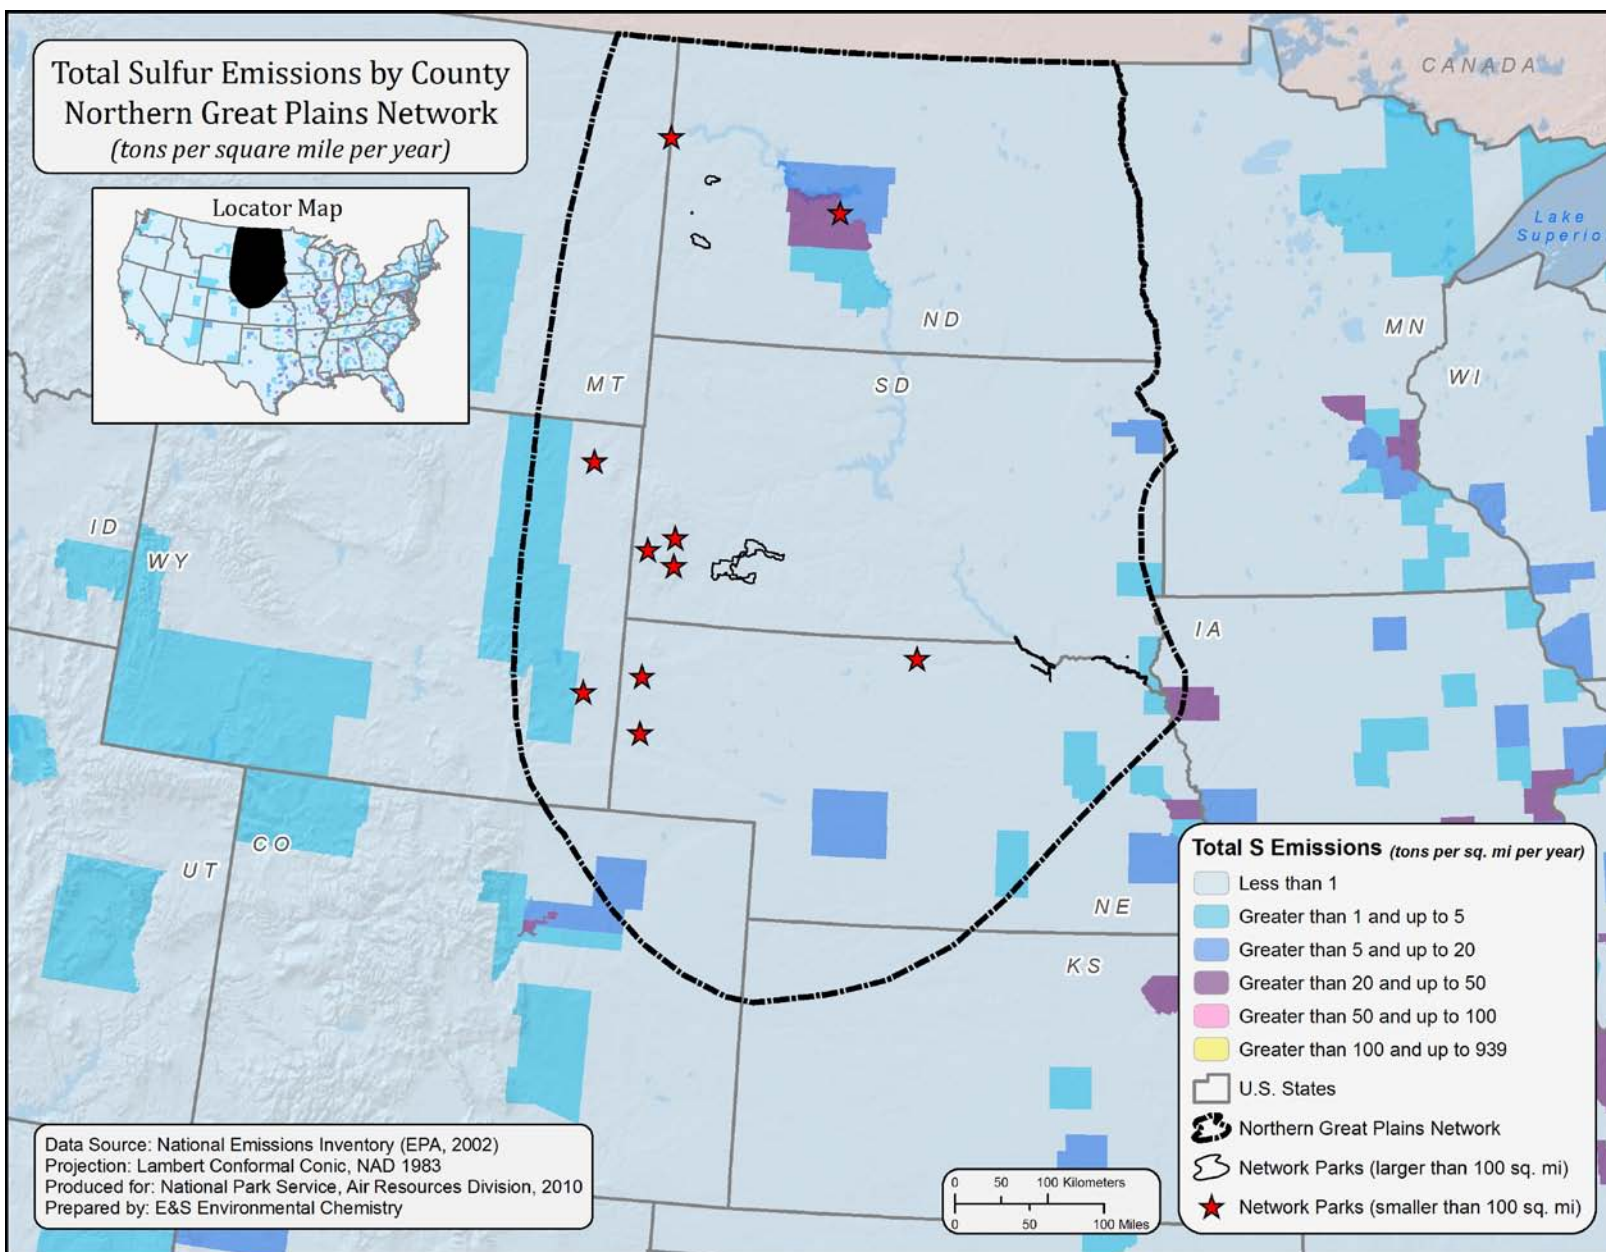 Total Sulfur Emissions by County
Northern Great Plains Network
(tons per square mile per year)
Locator Map
CANADA
Lake
Superio
ND
MN
WI
MT
SD
ID
WY
IA
CO
UT
NE
KS
Total S Emissions (tons per sq. mi per year)
Less than 1
Greater than 1 and up to 5
Greater than 5 and up to 20
Greater than 20 and up to 50
Greater than 50 and up to 100
Greater than 100 and up to 939
U.S. States
Northern Great Plains Network
Network Parks (larger than 100 sq. mi)
Network Parks (smaller than 100 sq. mi)
Data Source: National Emissions Inventory (EPA, 2002)
Projection: Lambert Conformal Conic, NAD 1983
Produced for: National Park Service, Air Resources Division, 2010
Prepared by: E&S Environmental Chemistry
0 50 100 Kilometers
0 50 100 Miles